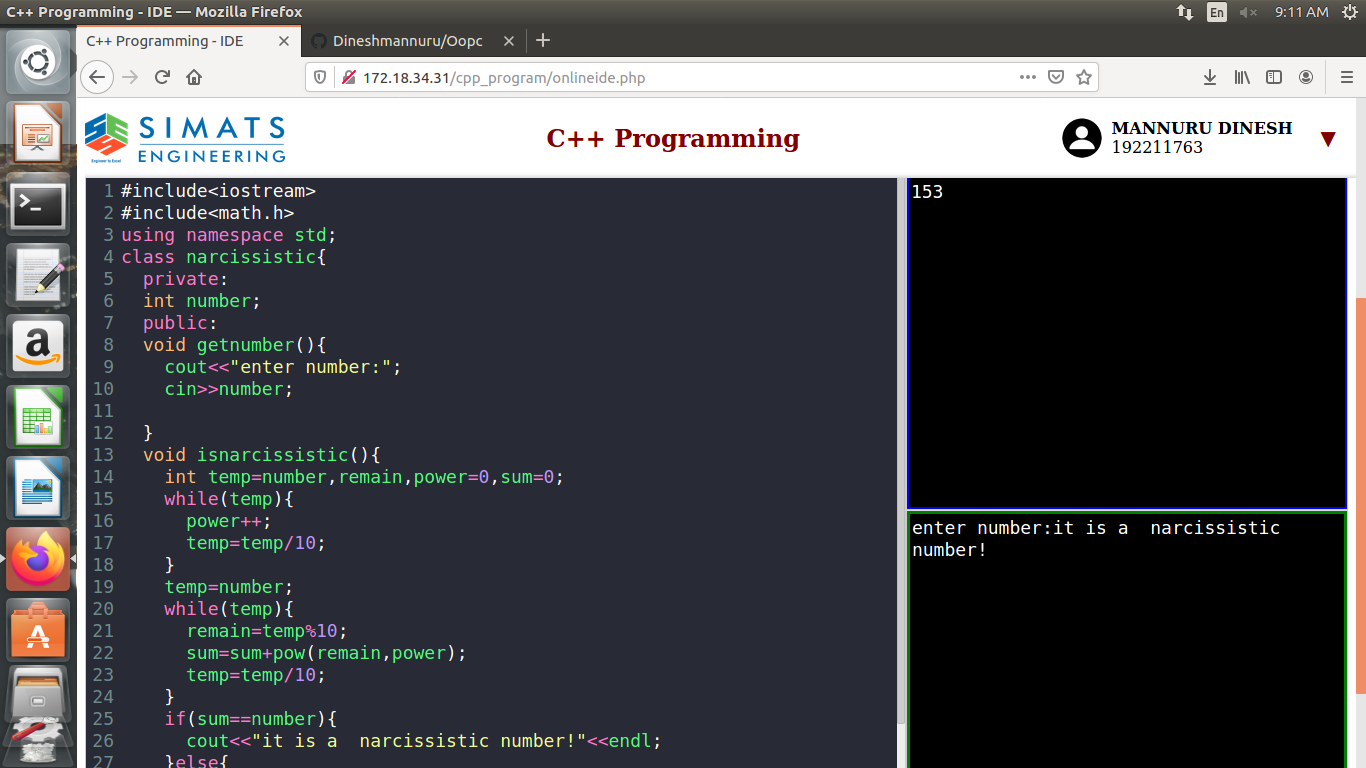 C++ Programming - IDE — Mozilla Firefox
En
9:11 AM
C++ Programming - IDE
Dineshmannuru/Oopc
172.18.34.31/cpp_program/onlineide.php
SIMATS
ENGINEERING
Engineer to Excel
C++ Programming
MANNURU DINESH
192211763
1 #include<iostream>
2 #include<math.h>
3 using namespace std;
4 class narcissistic{
5   private:
6   int number;
7   public:
8   void getnumber(){
9     cout<<"enter number:";
10     cin>>number;
11
12   }
13   void isnarcissistic(){
14     int temp=number,remain,power=0,sum=0;
15     while(temp){
16       power++;
17       temp=temp/10;
18     }
19     temp=number;
20     while(temp){
21       remain=temp%10;
22       sum=sum+pow(remain,power);
23       temp=temp/10;
24     }
25     if(sum==number){
26       cout<<"it is a  narcissistic number!"<<endl;
27     }else{
153
enter number:it is a  narcissistic
number!